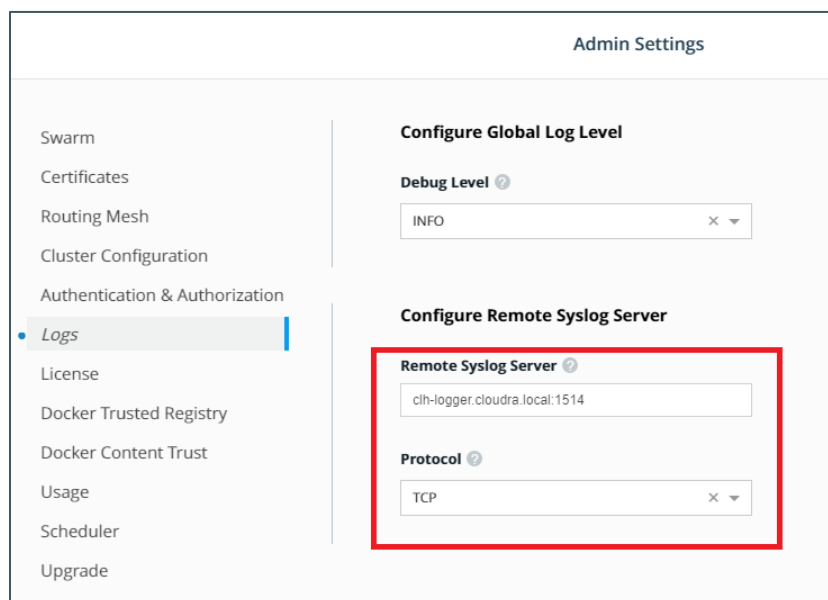 Admin Settings
Swarm
Certificates
Routing Mesh
Cluster Configuration
Authentication & Authorization
Logs
License
Docker Trusted Registry
Docker Content Trust
Usage
Scheduler
Upgrade
Configure Global Log Level
Debug Level ?
INFO
Configure Remote Syslog Server
Remote Syslog Server ?
clh-logger.cloudra.local:1514
Protocol ?
TCP